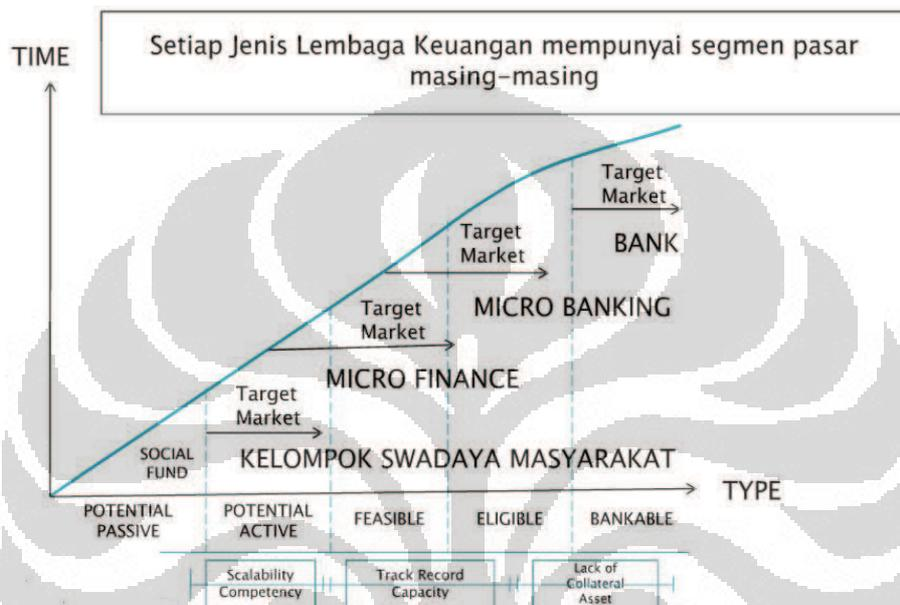 Setiap Jenis Lembaga Keuangan mempunyai segmen pasar
masing-masing
TIME
Target
Market
BANK
Target
Market
MICRO BANKING
Target
Market
MICRO FINANCE
Target
Market
SOCIAL
FUND
KELOMPOK SWADAYA MASYARAKAT
TYPE
POTENTIAL
PASSIVE
POTENTIAL
ACTIVE
FEASIBLE
ELIGIBLE
BANKABLE
Scalability
Competency
Track Record
Capacity
Lack of
Collateral
Asset